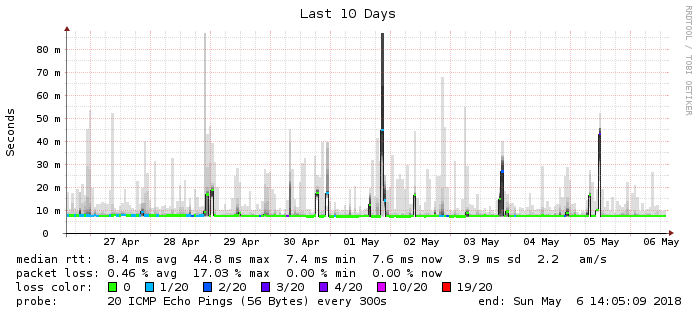 Last 10 Days
RRDTOOL / TOBI OETIKER
Seconds
80 m
70 m
60 m
50 m
40 m
30 m
20 m
10 m
0
27 Apr 28 Apr 29 Apr 30 Apr 01 May 02 May 03 May 04 May 05 May 06 May
median rtt: 8.4 ms avg 44.8 ms max 7.4 ms min 7.6 ms now 3.9 ms sd 2.2 am/s
packet loss: 0.46 % avg 17.03 % max 0.00 % min 0.00 % now
loss color: 0 1/20 2/20 3/20 4/20 10/20 19/20
probe: 20 ICMP Echo Pings (56 Bytes) every 300s end: Sun May 6 14:05:09 2018